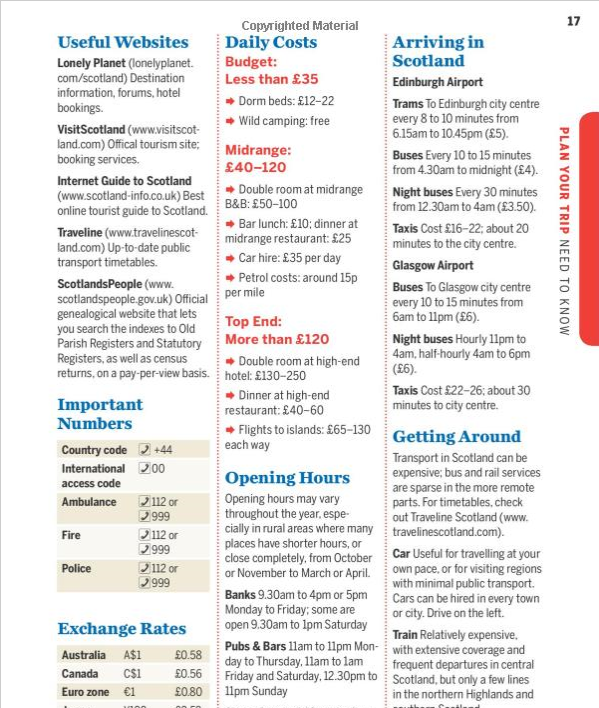 Copyrighted Material
17
Useful Websites
Lonely Planet (lonelyplanet.
com/scotland) Destination
information, forums, hotel
bookings.
VisitScotland (www.visitscot-
land.com) Offical tourism site;
booking services.
Internet Guide to Scotland
(www.scotland-info.co.uk) Best
online tourist guide to Scotland.
Traveline (www.travelinescot-
land.com) Up-to-date public
transport timetables.
ScotlandsPeople (www.
scotlandspeople.gov.uk) Official
genealogical website that lets
you search the indexes to Old
Parish Registers and Statutory
Registers, as well as census
returns, on a pay-per-view basis.
Important
Numbers
Country code +44
International 00
access code
Ambulance 112 or
999
Fire 112 or
999
Police 112 or
999
Exchange Rates
Australia A$1 £0.58
Canada C$1 £0.56
Euro zone €1 £0.80
Daily Costs
Budget:
Less than £35
➡ Dorm beds: £12–22
➡ Wild camping: free
Midrange:
£40–120
➡ Double room at midrange
B&B: £50–100
➡ Bar lunch: £10; dinner at
midrange restaurant: £25
➡ Car hire: £35 per day
➡ Petrol costs: around 15p
per mile
Top End:
More than £120
➡ Double room at high-end
hotel: £130–250
➡ Dinner at high-end
restaurant: £40–60
➡ Flights to islands: £65–130
each way
Opening Hours
Opening hours may vary
throughout the year, espe-
cially in rural areas where many
places have shorter hours, or
close completely, from October
or November to March or April.
Banks 9.30am to 4pm or 5pm
Monday to Friday; some are
open 9.30am to 1pm Saturday
Pubs & Bars 11am to 11pm Mon-
day to Thursday, 11am to 1am
Friday and Saturday, 12.30pm to
11pm Sunday
Arriving in
Scotland
Edinburgh Airport
Trams To Edinburgh city centre
every 8 to 10 minutes from
6.15am to 10.45pm (£5).
Buses Every 10 to 15 minutes
from 4.30am to midnight (£4).
Night buses Every 30 minutes
from 12.30am to 4am (£3.50).
Taxis Cost £16–22; about 20
minutes to the city centre.
Glasgow Airport
Buses To Glasgow city centre
every 10 to 15 minutes from
6am to 11pm (£6).
Night buses Hourly 11pm to
4am, half-hourly 4am to 6pm
(£6).
Taxis Cost £22–26; about 30
minutes to city centre.
Getting Around
Transport in Scotland can be
expensive; bus and rail services
are sparse in the more remote
parts. For timetables, check
out Traveline Scotland (www.
travelinescotland.com).
Car Useful for travelling at your
own pace, or for visiting regions
with minimal public transport.
Cars can be hired in every town
or city. Drive on the left.
Train Relatively expensive,
with extensive coverage and
frequent departures in central
Scotland, but only a few lines
in the northern Highlands and
PLAN YOUR TRIP NEED TO KNOW